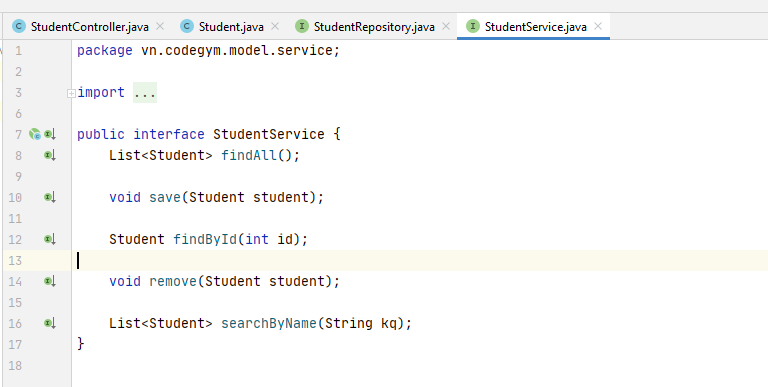 StudentController.java Student.java StudentRepository.java StudentService.java
1 package vn.codegym.model.service;
2
3 import ...
6
7 public interface StudentService {
8 List<Student> findAll();
9
10 void save(Student student);
11
12 Student findById(int id);
13
14 void remove(Student student);
15
16 List<Student> searchByName(String kq);
17 }
18